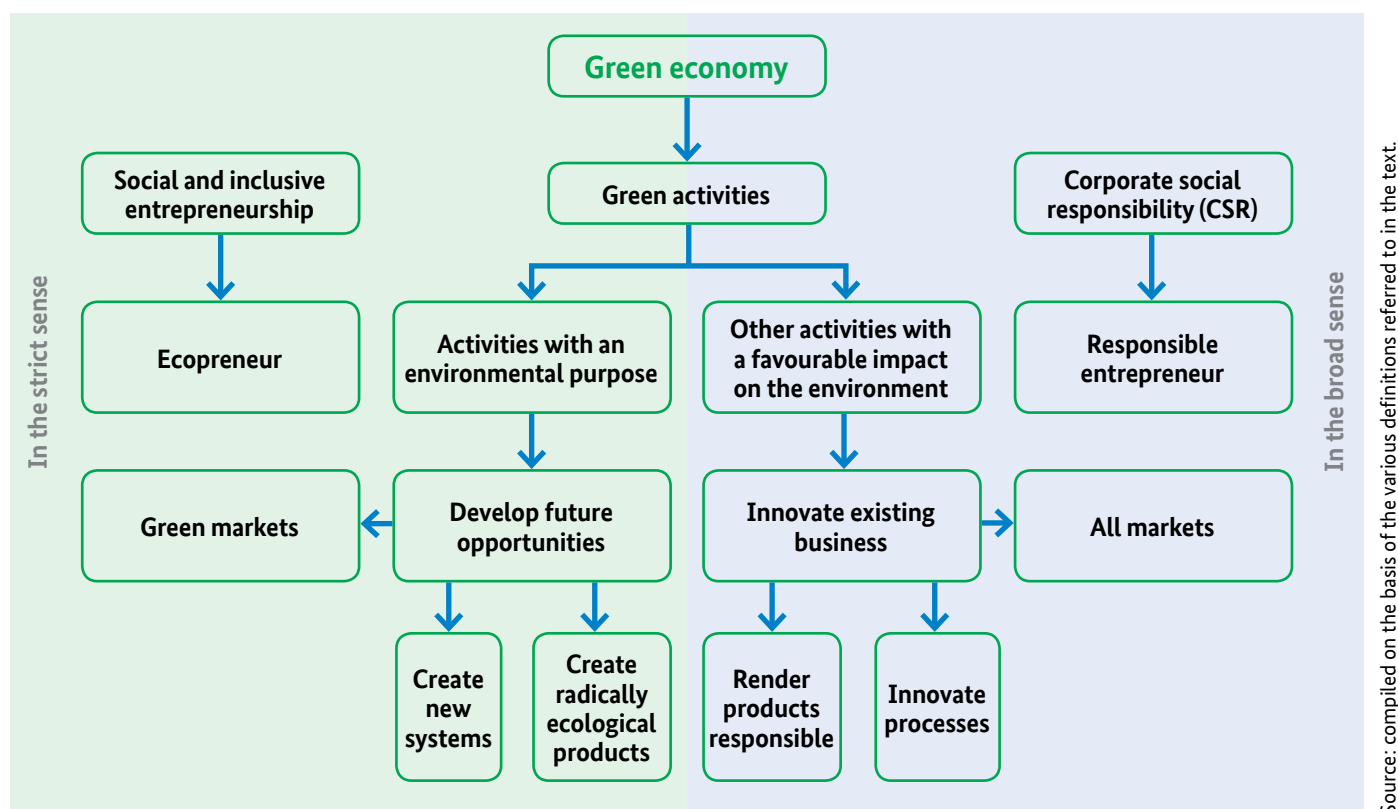 Green economy
Social and inclusive
entrepreneurship
Green activities
Corporate social
responsibility (CSR)
In the strict sense
Ecopreneur
Activities with an
environmental purpose
Other activities with
a favourable impact
on the environment
Responsible
entrepreneur
In the broad sense
Green markets
Develop future
opportunities
Innovate existing
business
All markets
Create
new
systems
Create
radically
ecological
products
Render
products
responsible
Innovate
processes
Source: compiled on the basis of the various definitions referred to in the text.